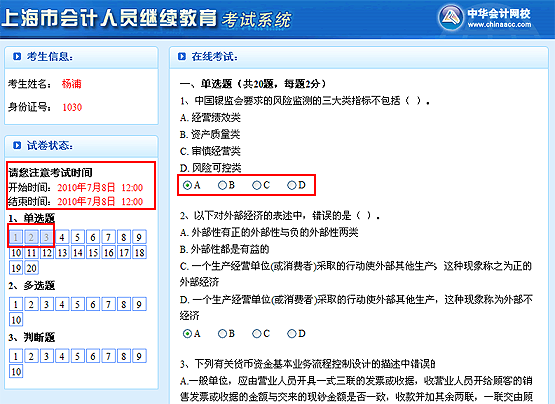 上海市会计人员继续教育 考试系统
中华会计网校
www.chinaacc.com
考生信息：
考生姓名： 杨浦
身份证号： 1030
试卷状态：
请您注意考试时间
开始时间：2010年7月8日 12:00
结束时间：2010年7月8日 12:00
1、单选题
1 2 3 4 5 6 7 8 9
10 11 12 13 14 15 16 17 18
19 20
2、多选题
1 2 3 4 5 6 7 8 9
10
3、判断题
1 2 3 4 5 6 7 8 9
10
在线考试：
一、单选题（共20题，每题2分）
1、中国银监会要求的风险监测的三大类指标不包括（ ）。
A. 经营绩效类
B. 资产质量类
C. 审慎经营类
D. 风险可控类
A B C D
2、以下对外部经济的表述中，错误的是（ ）。
A. 外部性有正的外部性与负的外部性两类
B. 外部性都是有益的
C. 一个生产经营单位(或消费者)采取的行动使外部其他生产；这种现象称之为正的
外部经济
D. 一个生产经营单位(或消费者)采取的行动使外部其他生产，这种现象称为外部不
经济
A B C D
3、下列有关货币资金基本业务流程控制设计的描述中错误的
A.一般单位，应由营业人员开具一式三联的发票或收据，收营业人员开给顾客的销
售发票或收据的金额与交来的现钞金额是否一致，收款并加其余两联，一联交由顾